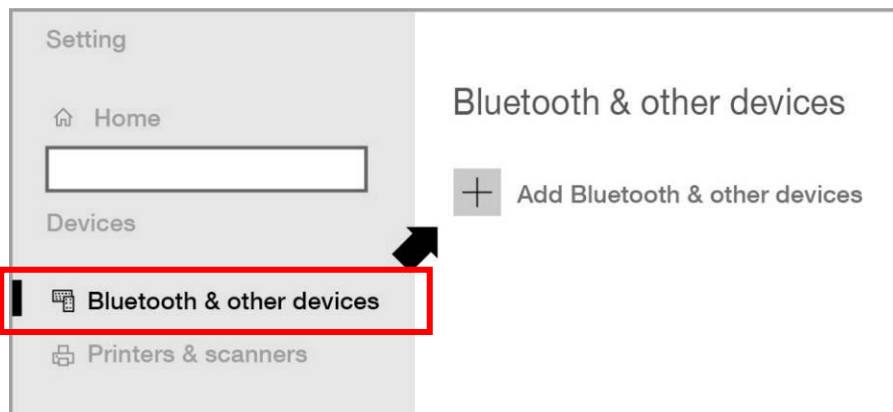 Setting
Home
Devices
Bluetooth & other devices
Printers & scanners
Bluetooth & other devices
Add Bluetooth & other devices